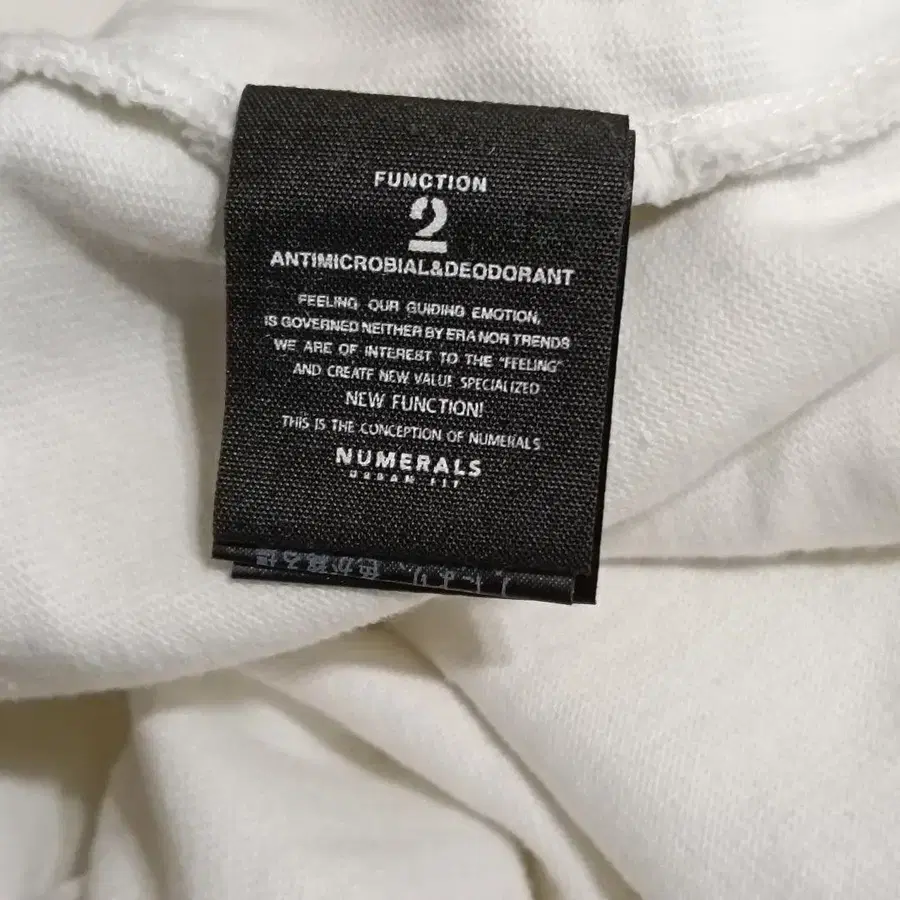 FUNCTION
2
ANTIMICROBIAL&DEODORANT
FEELING OUR GUIDING EMOTION,
IS GOVERNED NEITHER BY ERA NOR TRENDS
WE ARE OF INTEREST TO THE "FEELING"
AND CREATE NEW VALUE SPECIALIZED
NEW FUNCTION!
THIS IS THE CONCEPTION OF NUMERALS
NUMERALS
URBAN FIT